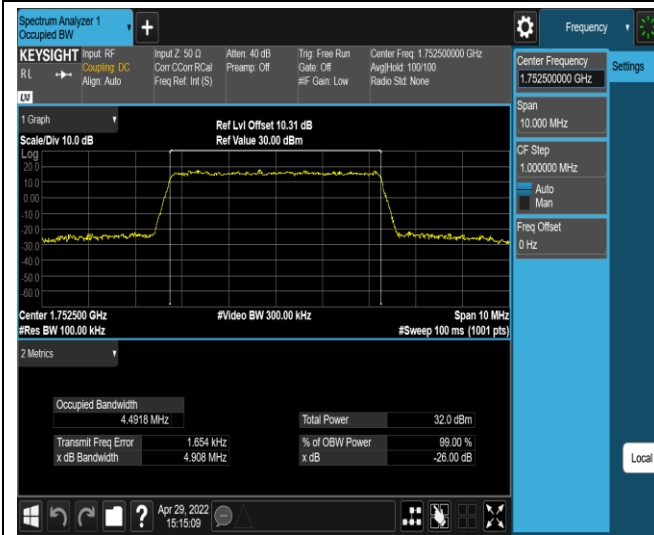 Spectrum Analyzer 1
Occupied BW
Frequency
KEYSIGHT
RL
LXI
Input: RF
Coupling: DC
Align: Auto
Input Z: 50 Ω
Corr CCorr RCal
Freq Ref: Int (S)
Atten: 40 dB
Preamp: Off
Trig: Free Run
Gate: Off
#IF Gain: Low
Center Freq: 1.752500000 GHz
Avg|Hold: 100/100
Radio Std: None
Center Frequency
1.752500000 GHz
Settings
Span
10.000 MHz
CF Step
1.000000 MHz
Auto
Man
Freq Offset
0 Hz
Local
1 Graph
Scale/Div 10.0 dB
Ref Lvl Offset 10.31 dB
Ref Value 30.00 dBm
Log
20.0
10.0
0.00
-10.0
-20.0
-30.0
-40.0
-50.0
-60.0
Center 1.752500 GHz
#Res BW 100.00 kHz
#Video BW 300.00 kHz
Span 10 MHz
#Sweep 100 ms (1001 pts)
2 Metrics
Occupied Bandwidth
4.4918 MHz
Total Power 32.0 dBm
Transmit Freq Error 1.654 kHz
% of OBW Power 99.00 %
x dB Bandwidth 4.908 MHz
x dB -26.00 dB
?
Apr 29, 2022
15:15:09